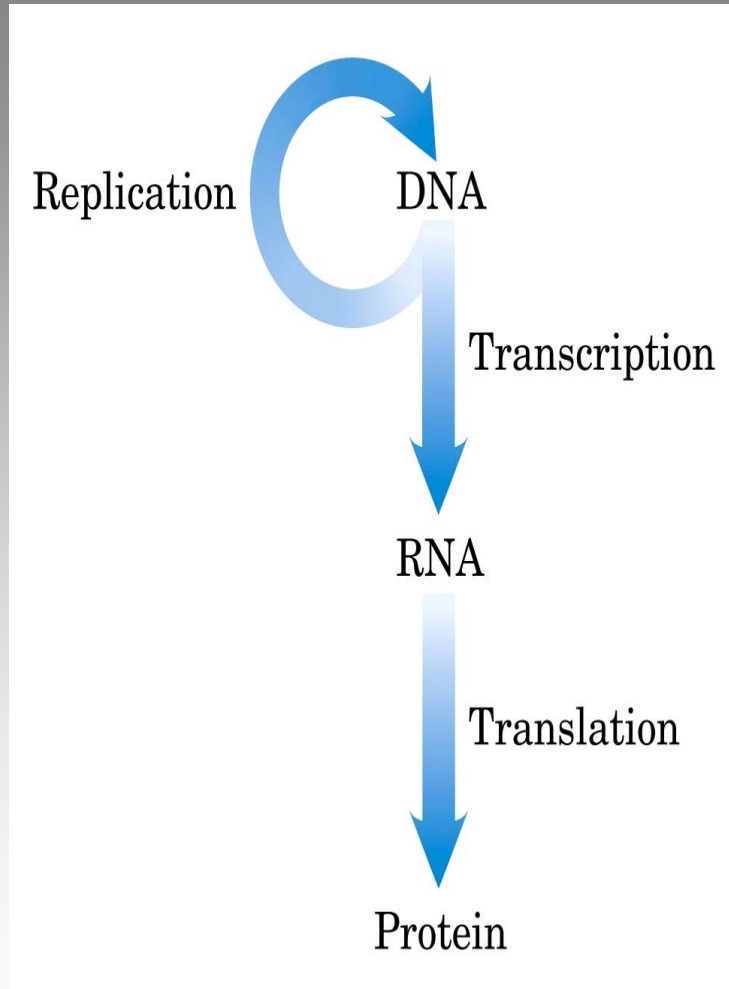 Replication
DNA
Transcription
RNA
Translation
Protein